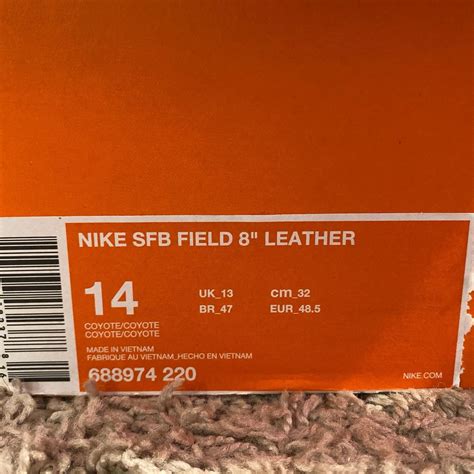 NIKE SFB FIELD 8" LEATHER
14
UK_13
cm_32
BR_47
EUR_48.5
COYOTE/COYOTE
COYOTE/COYOTE
MADE IN VIETNAM
FABRIQUE AU VIETNAM_HECHO EN VIETNAM
688974 220
NIKE.COM